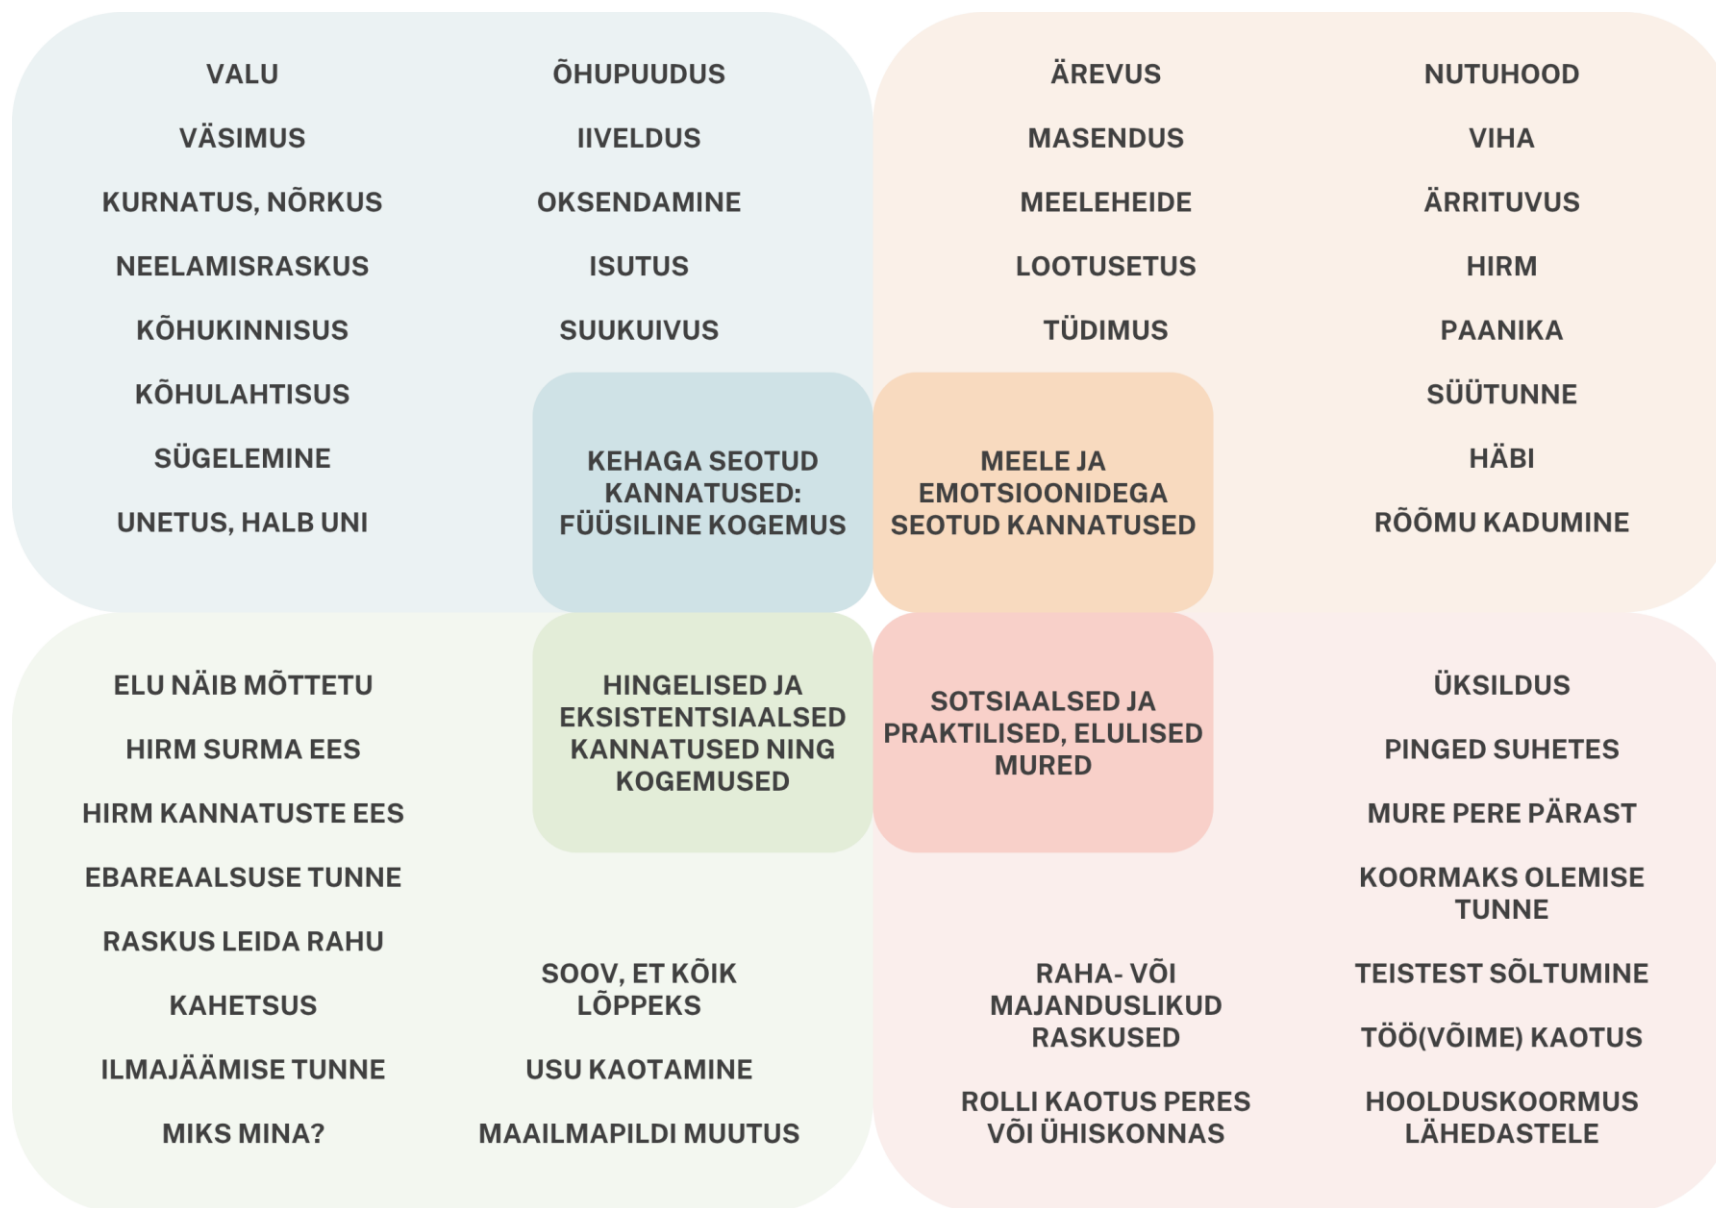 VALU
VÄSIMUS
KURNATUS, NÕRKUS
NEELAMISRASKUS
KÕHUKINNISUS
KÕHULAHTISUS
SÜGELEMINE
UNETUS, HALB UNI
ÕHUPUUDUS
IIVELDUS
OKSENDAMINE
ISUTUS
SUUKUIVUS
KEHAGA SEOTUD
KANNATUSED:
FÜÜSILINE KOGEMUS
ÄREVUS
MASENDUS
MEELEHEIDE
LOOTUSETUS
TÜDIMUS
MEELE JA
EMOTSIOONIDEGA
SEOTUD KANNATUSED
NUTUHOOD
VIHA
ÄRRITUVUS
HIRM
PAANIKA
SÜÜTUNNE
HÄBI
RÕÕMU KADUMINE
ELU NÄIB MÕTTETU
HIRM SURMA EES
HIRM KANNATUSTE EES
EBAREAALSUSE TUNNE
RASKUS LEIDA RAHU
KAHETSUS
ILMAJÄÄMISE TUNNE
MIKS MINA?
HINGELISED JA
EKSISTENTSIAALSED
KANNATUSED NING
KOGEMUSED
SOOV, ET KÕIK
LÕPPEKS
USU KAOTAMINE
MAAILMAPILDI MUUTUS
SOTSIAALSED JA
PRAKTILISED, ELULISED
MURED
RAHA- VÕI
MAJANDUSLIKUD
RASKUSED
ROLLI KAOTUS PERES
VÕI ÜHISKONNAS
ÜKSILDUS
PINGED SUHETES
MURE PERE PÄRAST
KOORMAKS OLEMISE
TUNNE
TEISTEST SÕLTUMINE
TÖÖ(VÕIME) KAOTUS
HOOLDUSKOORMUS
LÄHEDASTELE